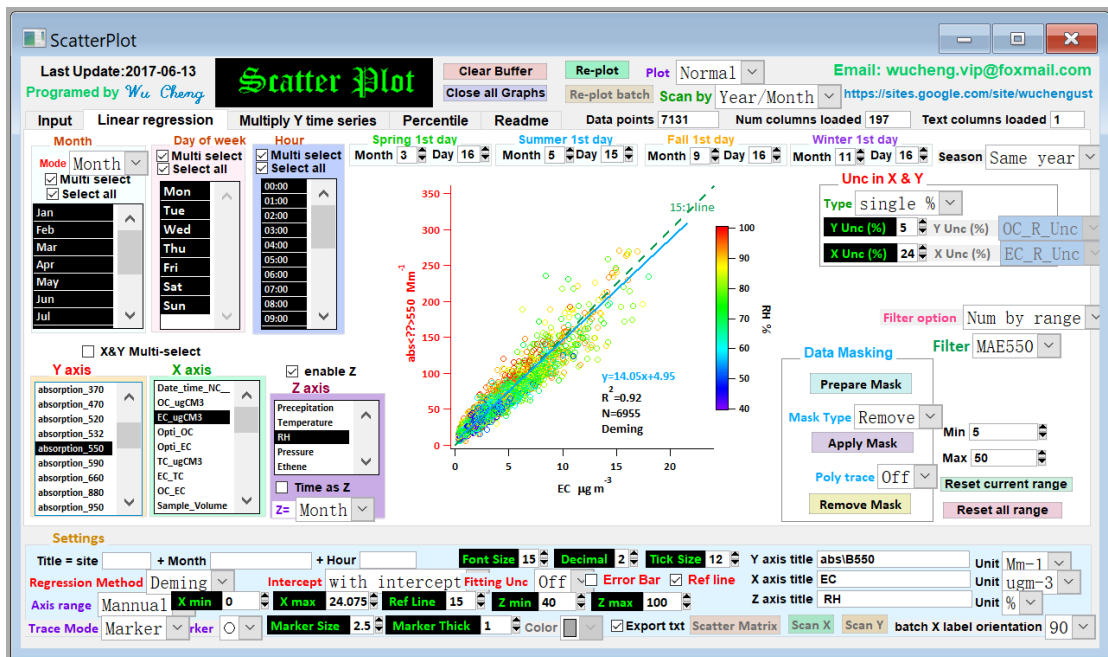 ScatterPlot
Last Update:2017-06-13
Programed by Wu Cheng
Scatter Plot
Clear Buffer
Close all Graphs
Re-plot
Re-plot batch
Plot Normal
Scan by Year/Month
Email: wucheng.vip@foxmail.com
https://sites.google.com/site/wuchengust
Input Linear regression Multiply Y time series Percentile Readme
Data points 7131 Num columns loaded 197 Text columns loaded 1
Month
Mode Month
Multi select
Select all
Jan
Feb
Mar
Apr
May
Jun
Jul
Day of week
Multi select
Select all
Mon
Tue
Wed
Thu
Fri
Sat
Sun
Hour
Multi select
Select all
00:00
01:00
02:00
03:00
04:00
05:00
06:00
07:00
08:00
09:00
Spring 1st day
Month 3 Day 16
Summer 1st day
Month 5 Day 15
Fall 1st day
Month 9 Day 16
Winter 1st day
Month 11 Day 16
Season Same year
X&Y Multi-select
Y axis
absorption_370
absorption_470
absorption_520
absorption_532
absorption_550
absorption_590
absorption_660
absorption_880
absorption_950
X axis
Date_time_NC_
OC_ugCM3
EC_ugCM3
Opti_OC
Opti_EC
TC_ugCM3
EC_TC
OC_EC
Sample_Volume
enable Z
Z axis
Precepitation
Temperature
RH
Pressure
Ethene
Time as Z
Z= Month
abs<??>550 Mm-1
350
300
250
200
150
100
50
0
0 5 10 15 20
EC μg m-3
15:1 line
y=14.05x+4.95
R2=0.92
N=6955
Deming
100
90
80
70
60
50
40
RH %
Unc in X & Y
Type single %
Y Unc (%) 5 Y Unc (%) OC_R_Unc
X Unc (%) 24 X Unc (%) EC_R_Unc
Filter option Num by range
Filter MAE550
Data Masking
Prepare Mask
Mask Type Remove
Apply Mask
Poly trace Off
Remove Mask
Min 5
Max 50
Reset current range
Reset all range
Settings
Title = site + Month + Hour Font Size 15 Decimal 2 Tick Size 12 Y axis title abs\B550 Unit Mm-1
Regression Method Deming Intercept with intercept Fitting Unc Off Error Bar Ref line X axis title EC Unit ugm-3
Axis range Mannual X min 0 X max 24.075 Ref Line 15 Z min 40 Z max 100 Z axis title RH Unit %
Trace Mode Marker rker Marker Size 2.5 Marker Thick 1 Color Export txt Scatter Matrix Scan X Scan Y batch X label orientation 90